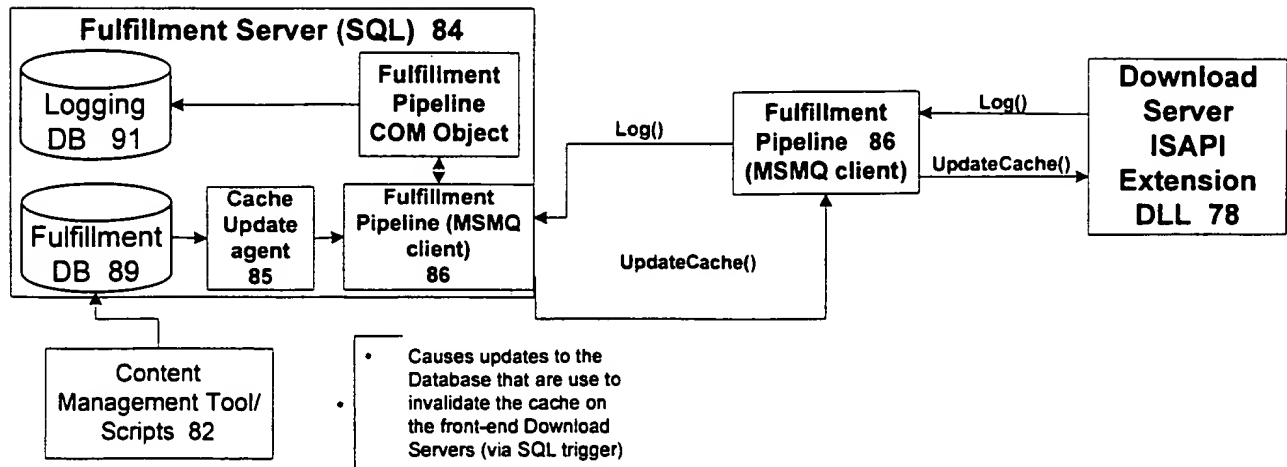 Fulfillment Server (SQL) 84
Logging
DB 91
Fulfillment
Pipeline
COM Object
Fulfillment
DB 89
Cache
Update
agent
85
Fulfillment
Pipeline (MSMQ
client)
86
Log()
UpdateCache()
Fulfillment
Pipeline 86
(MSMQ client)
Log()
UpdateCache()
Download
Server
ISAPI
Extension
DLL 78
Content
Management Tool/
Scripts 82
• Causes updates to the
Database that are use to
• invalidate the cache on
the front-end Download
Servers (via SQL trigger)